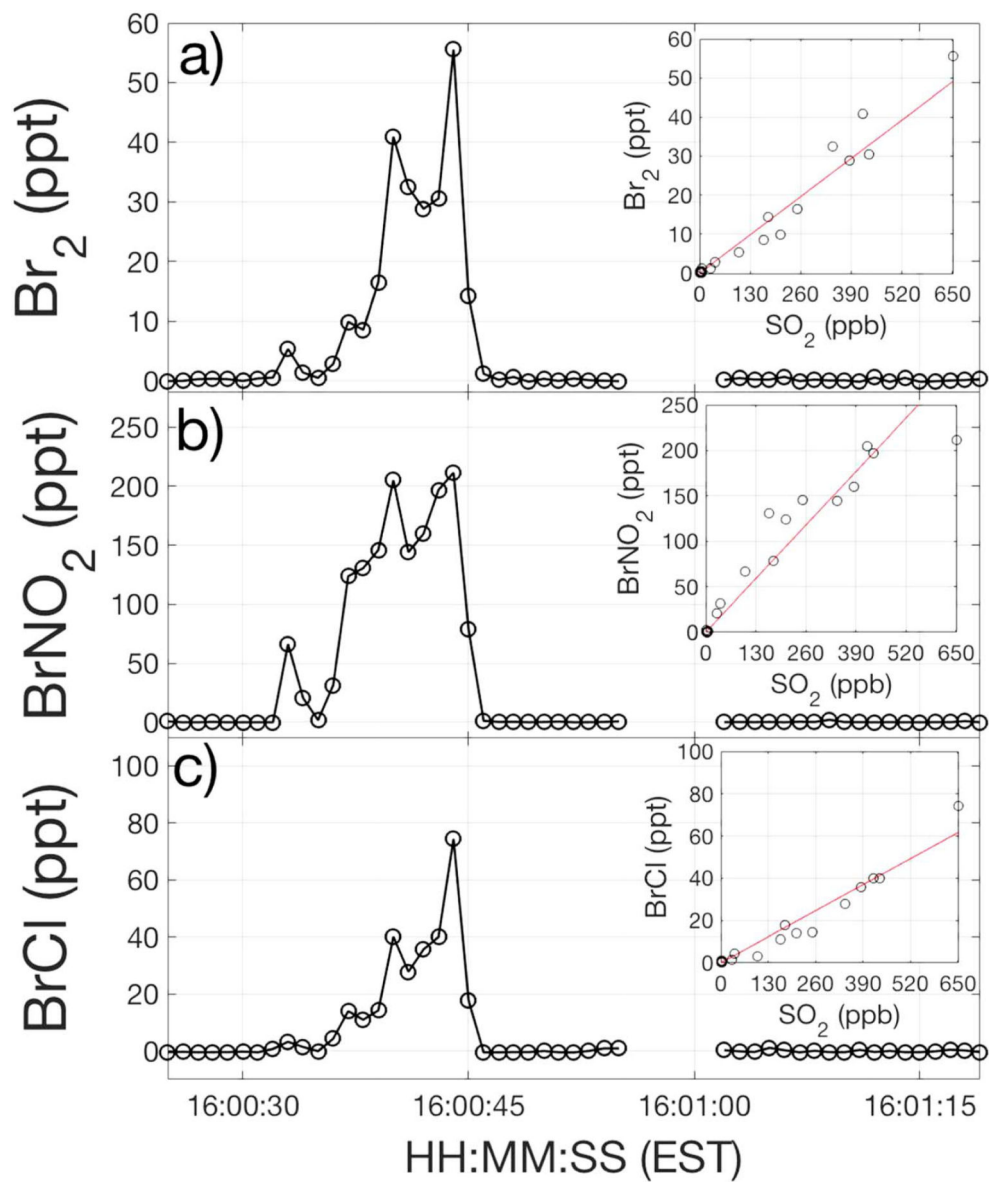 a)
Br2 (ppt)
60
50
40
30
20
10
0
Br2 (ppt)
60
50
40
30
20
10
0
0 130 260 390 520 650
SO2 (ppb)
b)
BrNO2 (ppt)
250
200
150
100
50
0
BrNO2 (ppt)
250
200
150
100
50
0
0 130 260 390 520 650
SO2 (ppb)
c)
BrCl (ppt)
100
80
60
40
20
0
BrCl (ppt)
100
80
60
40
20
0
0 130 260 390 520 650
SO2 (ppb)
16:00:30 16:00:45 16:01:00 16:01:15
HH:MM:SS (EST)